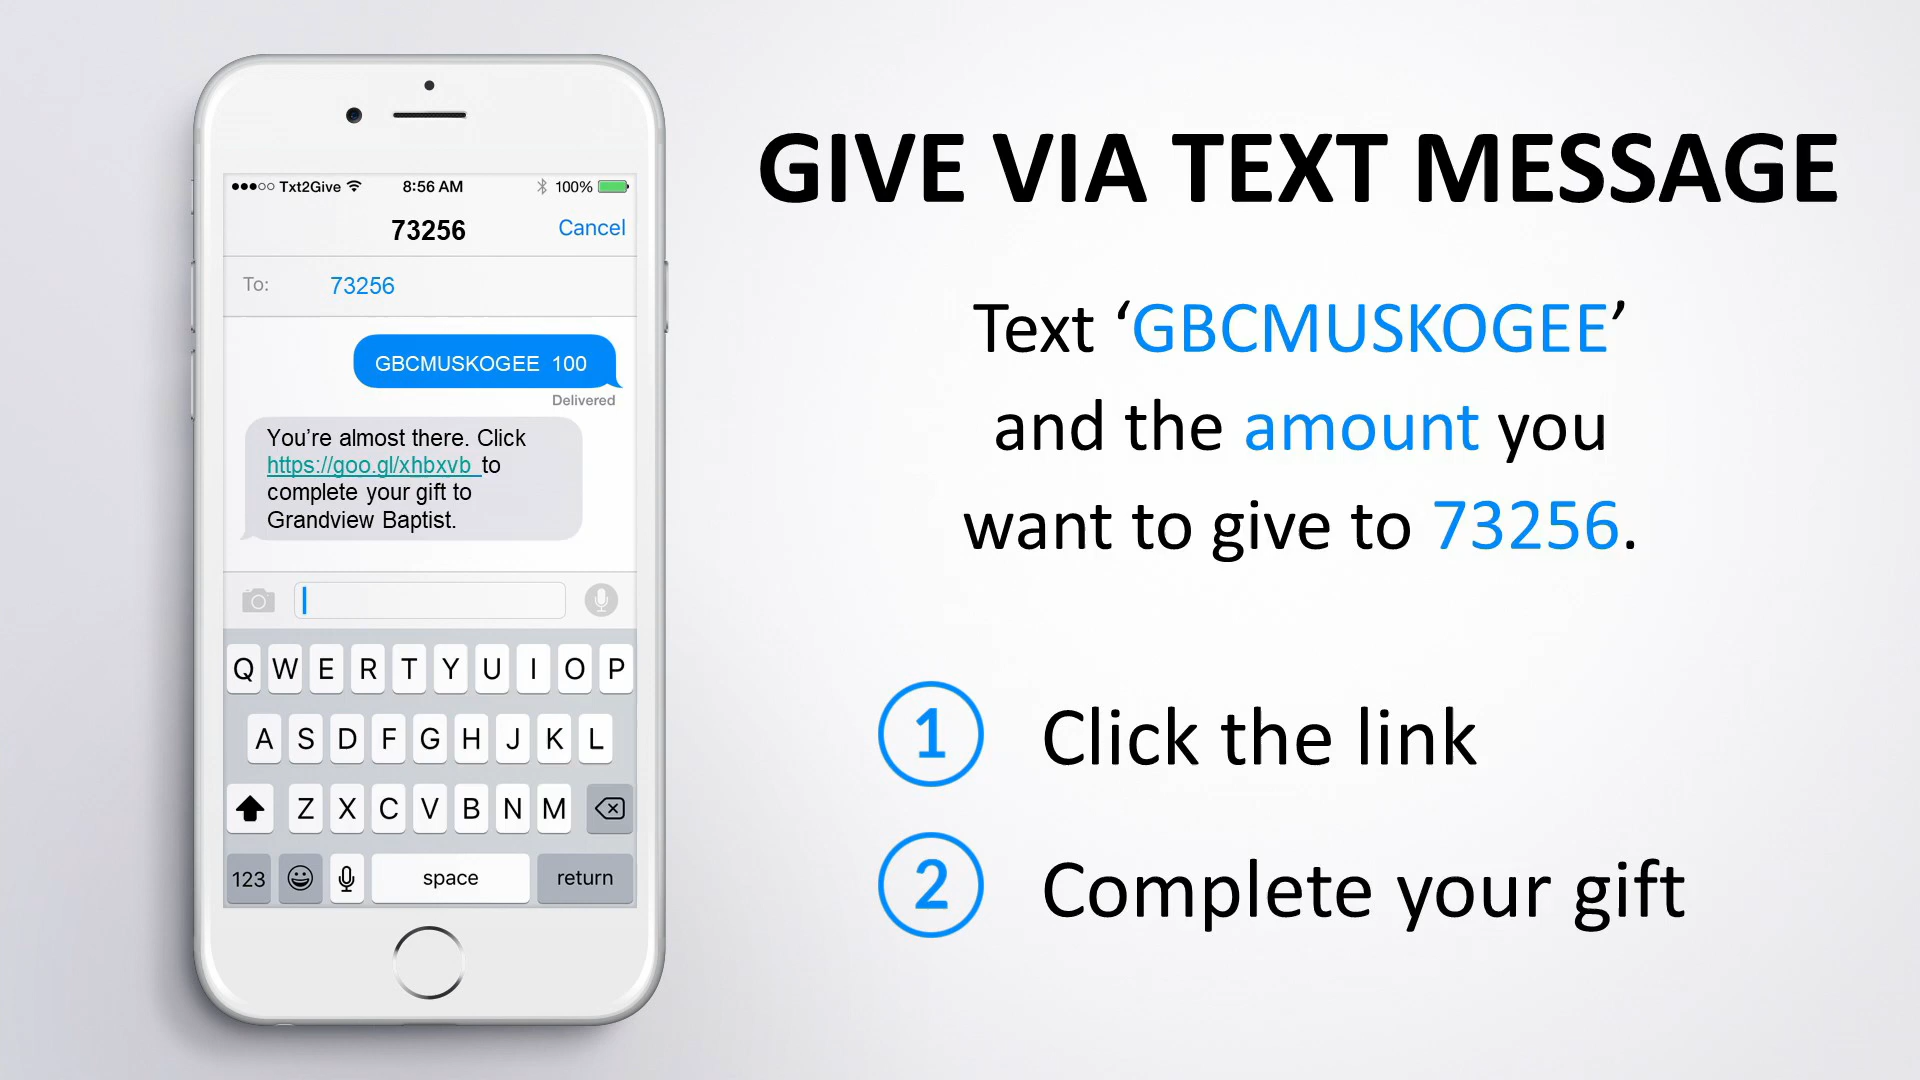 Txt2Give 8:56 AM 100%
73256 Cancel
To: 73256
GBCMUSKOGEE 100
Delivered
You’re almost there. Click
https://goo.gl/xhbxvb to
complete your gift to
Grandview Baptist.
Q W E R T Y U I O P
A S D F G H J K L
Z X C V B N M
123 space return
GIVE VIA TEXT MESSAGE
Text ‘GBCMUSKOGEE’
and the amount you
want to give to 73256.
1 Click the link
2 Complete your gift